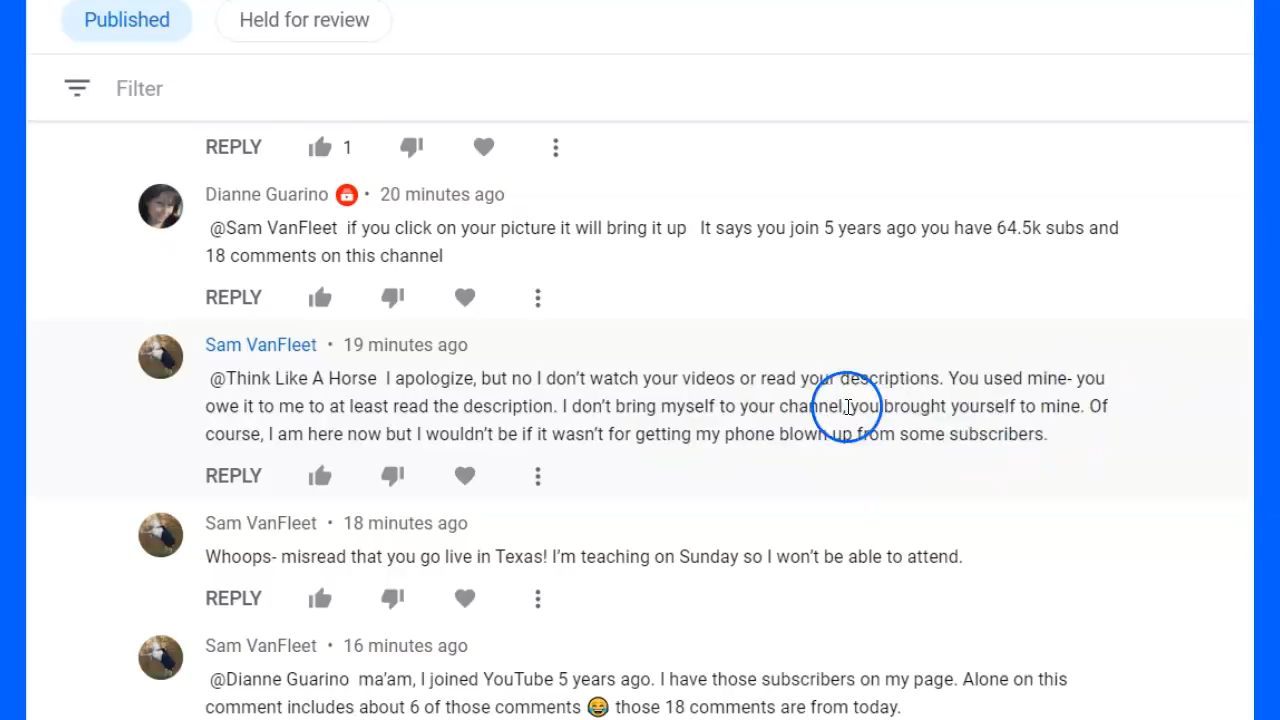 Published
Held for review
Filter
REPLY 1
Dianne Guarino • 20 minutes ago
@Sam VanFleet if you click on your picture it will bring it up It says you join 5 years ago you have 64.5k subs and
18 comments on this channel
REPLY
Sam VanFleet • 19 minutes ago
@Think Like A Horse I apologize, but no I don’t watch your videos or read your descriptions. You used mine- you
owe it to me to at least read the description. I don’t bring myself to your channel, you brought yourself to mine. Of
course, I am here now but I wouldn’t be if it wasn’t for getting my phone blown up from some subscribers.
REPLY
Sam VanFleet • 18 minutes ago
Whoops- misread that you go live in Texas! I’m teaching on Sunday so I won’t be able to attend.
REPLY
Sam VanFleet • 16 minutes ago
@Dianne Guarino ma’am, I joined YouTube 5 years ago. I have those subscribers on my page. Alone on this
comment includes about 6 of those comments 😂 those 18 comments are from today.